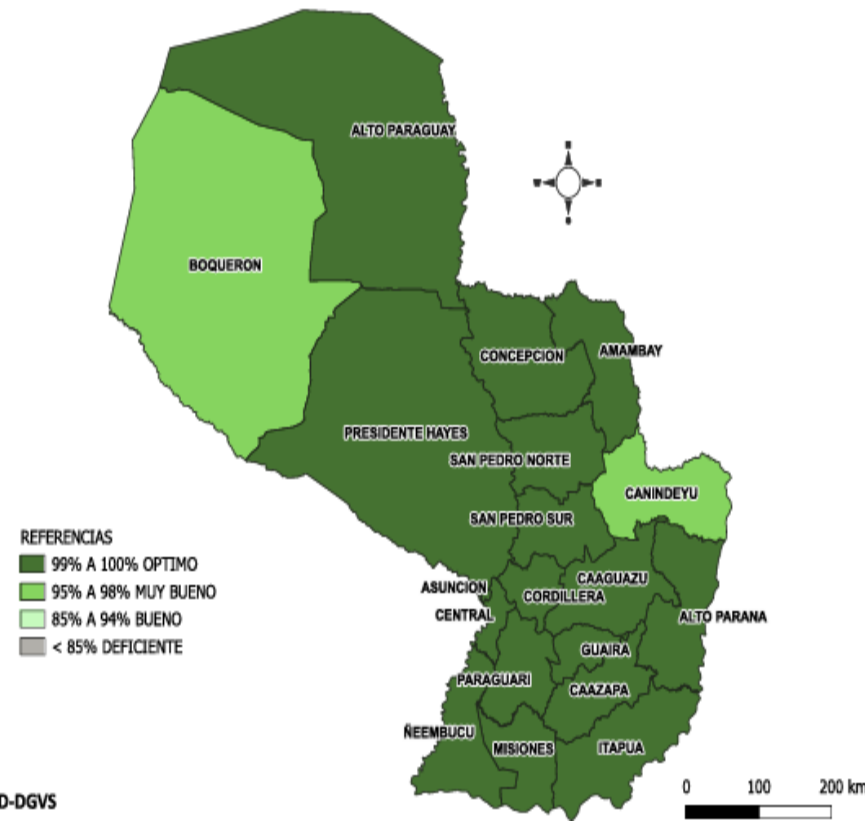 ALTO PARAGUAY
BOQUERON
CONCEPCION
AMAMBAY
PRESIDENTE HAYES
SAN PEDRO NORTE
CANINDEYU
SAN PEDRO SUR
REFERENCIAS
99% A 100% OPTIMO
95% A 98% MUY BUENO
85% A 94% BUENO
< 85% DEFICIENTE
ASUNCION
CAAGUAZU
CORDILLERA
CENTRAL
ALTO PARANA
GUAIRA
PARAGUARI
CAAZAPA
ÑEEMBUCU
MISIONES
ITAPUA
D-DGVS
0 100 200 km